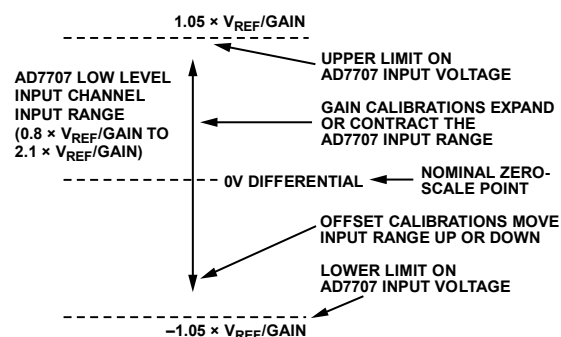 1.05 × VREF/GAIN
UPPER LIMIT ON
AD7707 INPUT VOLTAGE
AD7707 LOW LEVEL
INPUT CHANNEL
INPUT RANGE
(0.8 × VREF/GAIN TO
2.1 × VREF/GAIN)
GAIN CALIBRATIONS EXPAND
OR CONTRACT THE
AD7707 INPUT RANGE
0V DIFFERENTIAL
NOMINAL ZERO-
SCALE POINT
OFFSET CALIBRATIONS MOVE
INPUT RANGE UP OR DOWN
LOWER LIMIT ON
AD7707 INPUT VOLTAGE
–1.05 × VREF/GAIN